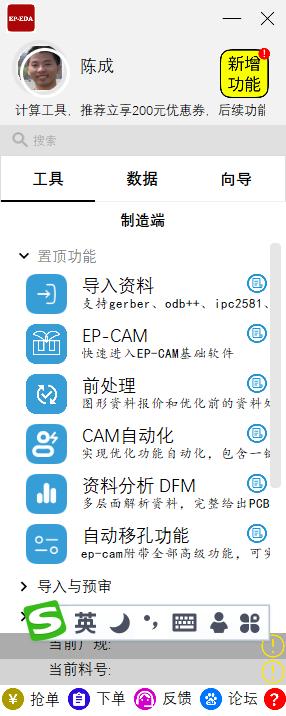 EP-EDA
陈成
新增
功能
计算工具，推荐立享200元优惠券，后续功能
搜索
工具 数据 向导
制造端
置顶功能
导入资料
支持gerber、odb++、ipc2581、
EP-CAM
快速进入EP-CAM基础软件
前处理
图形资料报价和优化前的资料处
CAM自动化
实现优化功能自动化，包含一键
资料分析 DFM
多层面解析资料，完整给出PCB
自动移孔功能
ep-cam附带全部高级功能，可实
导入与预审
英
当前厂规:
当前料号:
抢单 下单 反馈 论坛 ?